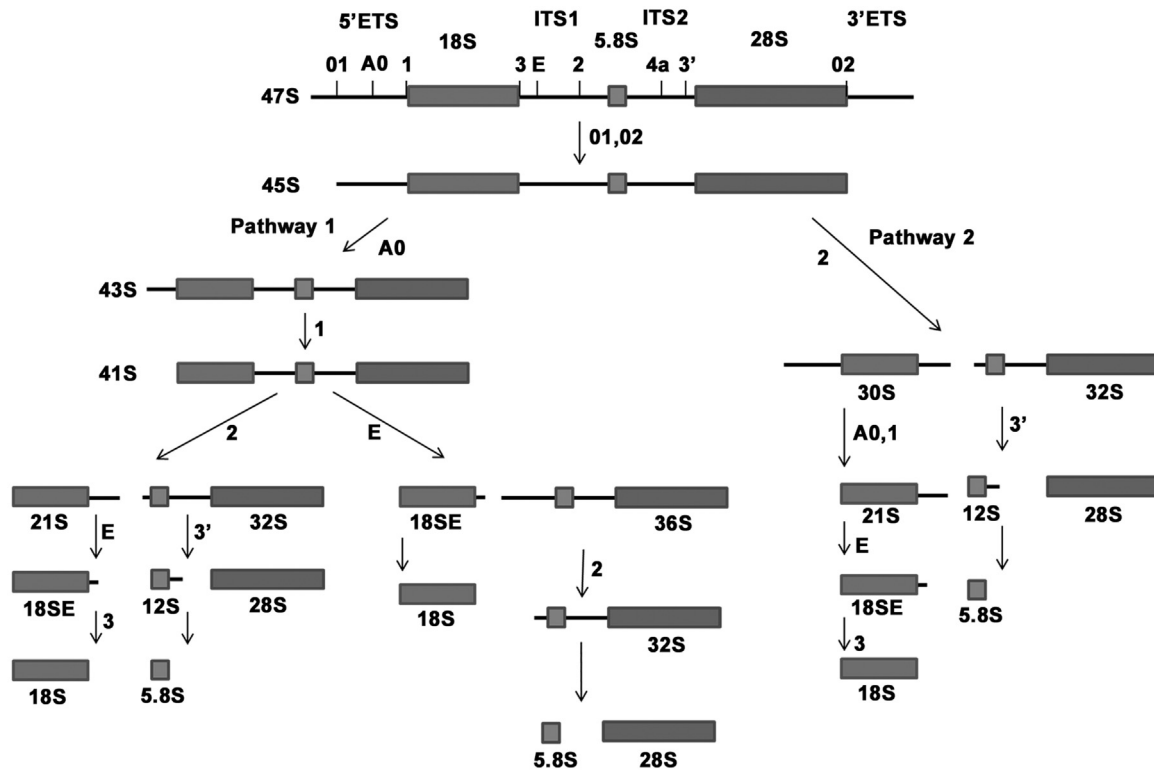 5'ETS ITS1 ITS2 3'ETS
18S 5.8S 28S
01 A0 1 3 E 2 4a 3' 02
47S
01,02
45S
Pathway 1 Pathway 2
A0 2
43S
1
41S
30S 32S
2 E A0,1 3'
21S 32S 18SE 36S 21S 12S 28S
E 3' 2 E
18SE 12S 28S 18S 18SE 5.8S
3 32S 3
18S 5.8S 18S
5.8S 28S